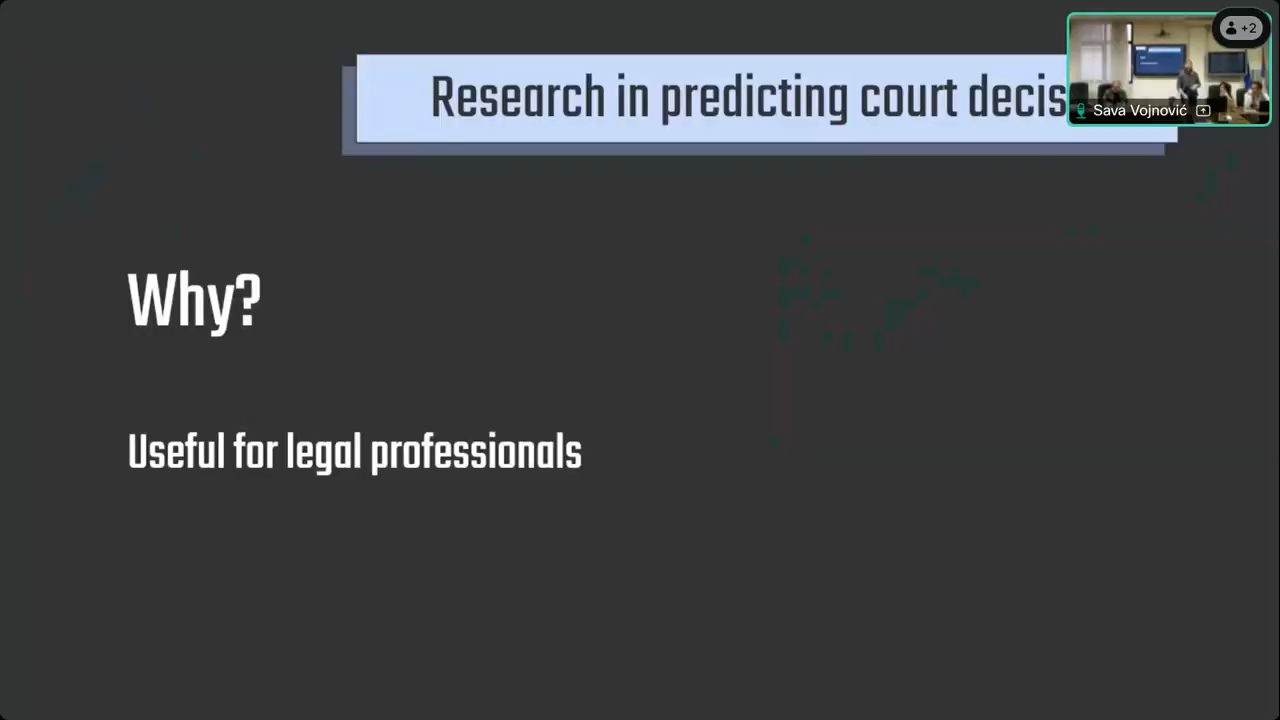 Research in predicting court decis
+2
Sava Vojnović
Why?
Useful for legal professionals